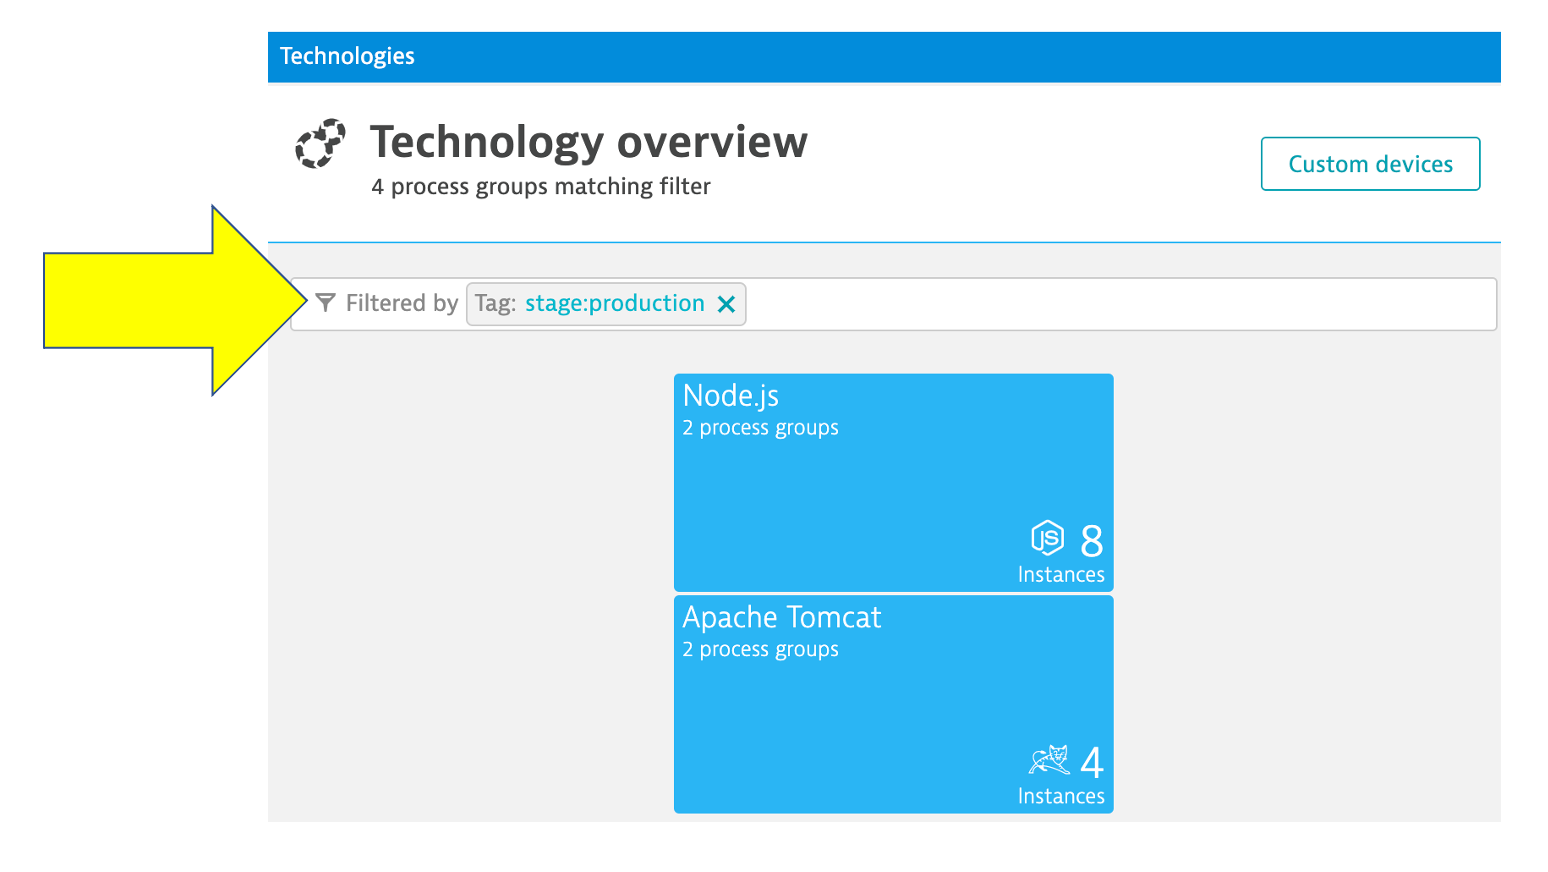 Technologies
Technology overview
4 process groups matching filter
Custom devices
Filtered by Tag: stage:production
Node.js
2 process groups
JS 8
Instances
Apache Tomcat
2 process groups
4
Instances